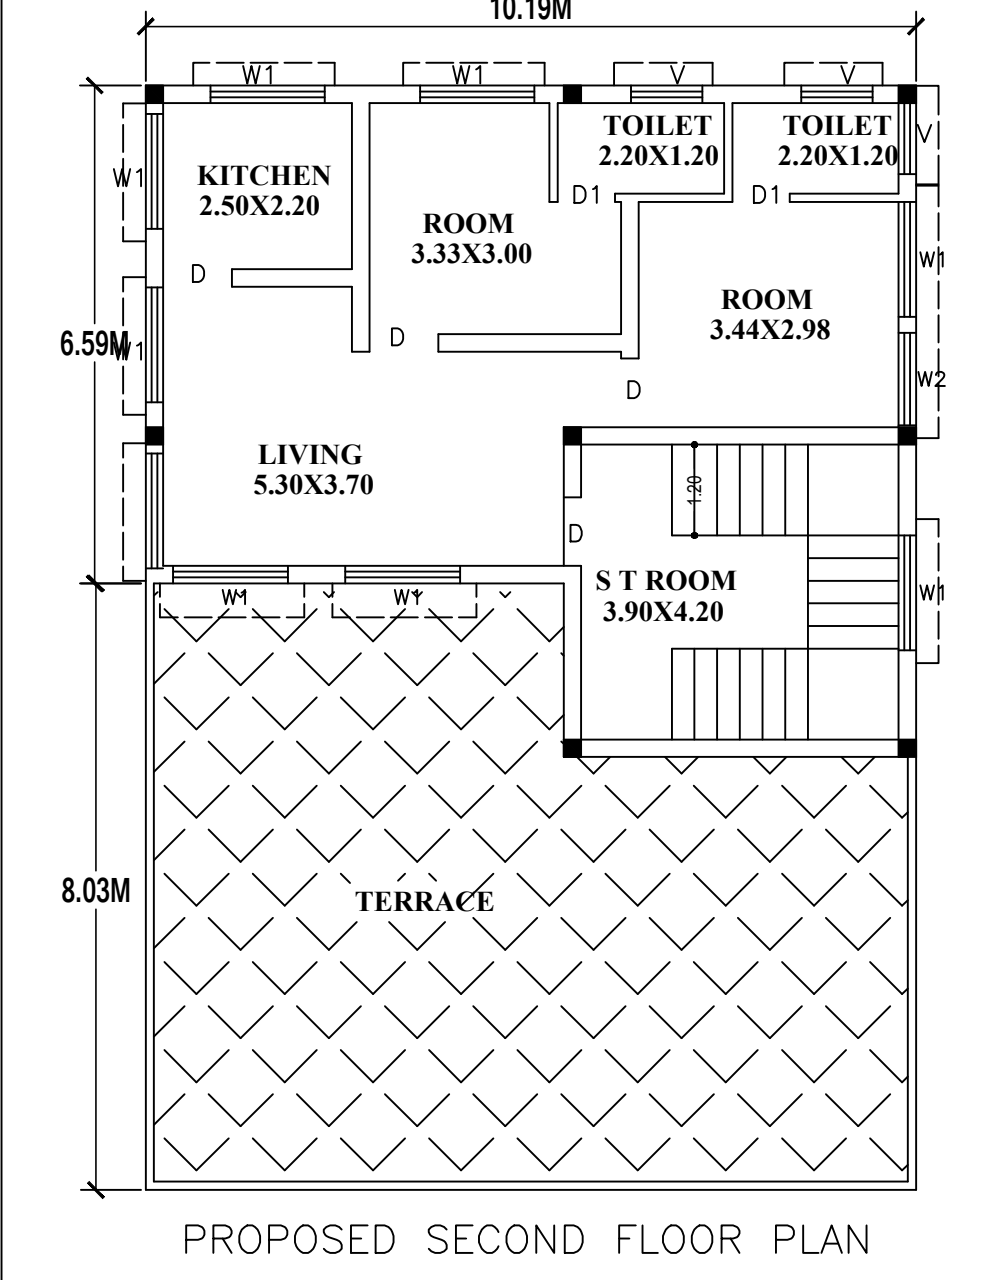 10.19M
W1
W1
V
V
TOILET
2.20X1.20
TOILET
2.20X1.20
V
KITCHEN
2.50X2.20
W1
D1
D1
ROOM
3.33X3.00
W1
D
ROOM
3.44X2.98
6.59M
W1
D
W2
D
LIVING
5.30X3.70
1.20
D
S T ROOM
3.90X4.20
W1
W1
W1
8.03M
TERRACE
PROPOSED SECOND FLOOR PLAN